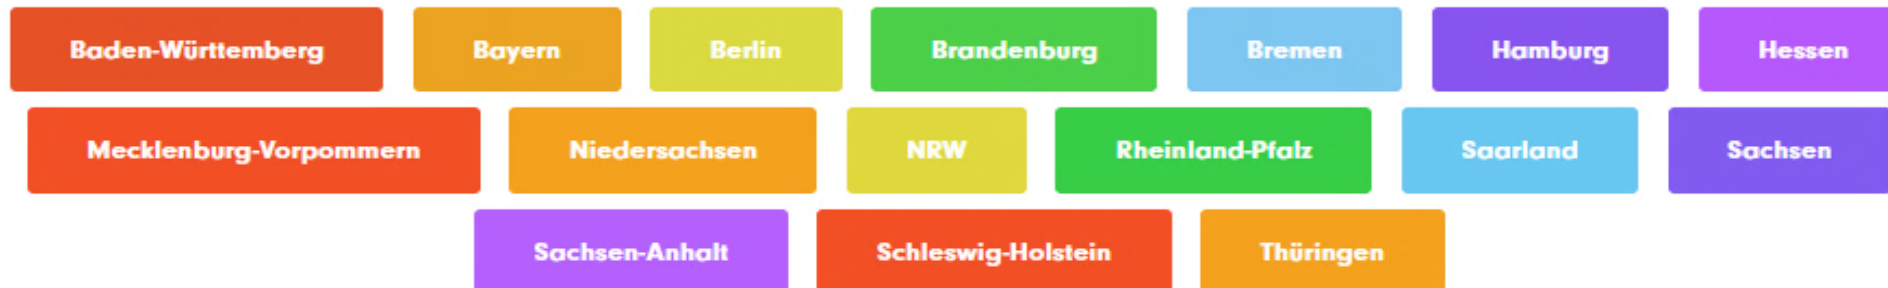 Baden-Württemberg Bayern Berlin Brandenburg Bremen Hamburg Hessen
Mecklenburg-Vorpommern Niedersachsen NRW Rheinland-Pfalz Saarland Sachsen
Sachsen-Anhalt Schleswig-Holstein Thüringen